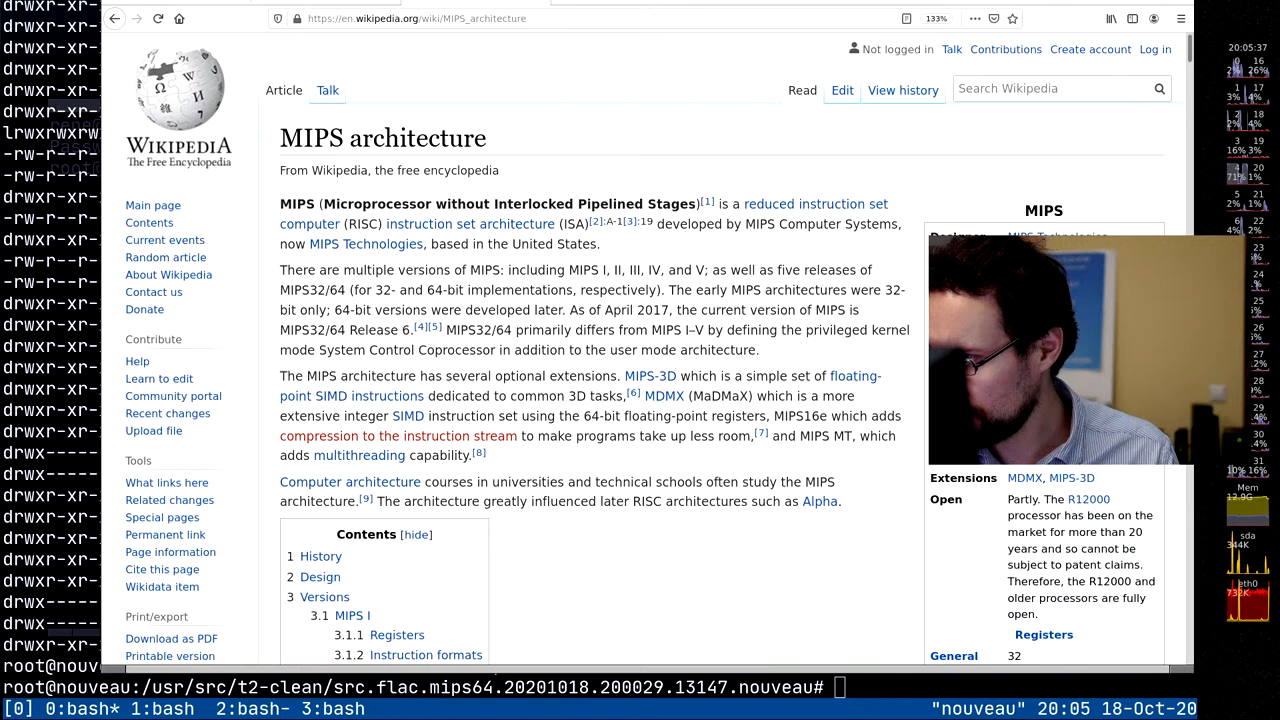 https://en.wikipedia.org/wiki/MIPS_architecture
133%
Not logged in Talk Contributions Create account Log in
Article Talk
Read Edit View history
Search Wikipedia
WIKIPEDIA
The Free Encyclopedia
Main page
Contents
Current events
Random article
About Wikipedia
Contact us
Donate
Contribute
Help
Learn to edit
Community portal
Recent changes
Upload file
Tools
What links here
Related changes
Special pages
Permanent link
Page information
Cite this page
Wikidata item
Print/export
Download as PDF
Printable version
MIPS architecture
From Wikipedia, the free encyclopedia
MIPS (Microprocessor without Interlocked Pipelined Stages)[1] is a reduced instruction set
computer (RISC) instruction set architecture (ISA)[2]:A-1[3]:19 developed by MIPS Computer Systems,
now MIPS Technologies, based in the United States.
There are multiple versions of MIPS: including MIPS I, II, III, IV, and V; as well as five releases of
MIPS32/64 (for 32- and 64-bit implementations, respectively). The early MIPS architectures were 32-
bit only; 64-bit versions were developed later. As of April 2017, the current version of MIPS is
MIPS32/64 Release 6.[4][5] MIPS32/64 primarily differs from MIPS I–V by defining the privileged kernel
mode System Control Coprocessor in addition to the user mode architecture.
The MIPS architecture has several optional extensions. MIPS-3D which is a simple set of floating-
point SIMD instructions dedicated to common 3D tasks,[6] MDMX (MaDMaX) which is a more
extensive integer SIMD instruction set using the 64-bit floating-point registers, MIPS16e which adds
compression to the instruction stream to make programs take up less room,[7] and MIPS MT, which
adds multithreading capability.[8]
Computer architecture courses in universities and technical schools often study the MIPS
architecture.[9] The architecture greatly influenced later RISC architectures such as Alpha.
Contents [hide]
1 History
2 Design
3 Versions
3.1 MIPS I
3.1.1 Registers
3.1.2 Instruction formats
MIPS
Extensions MDMX, MIPS-3D
Open Partly. The R12000
processor has been on the
market for more than 20
years and so cannot be
subject to patent claims.
Therefore, the R12000 and
older processors are fully
open.
Registers
General 32
20:05:37
Mem
12.9G
sda
344K
eth0
732K
root@nouveau:/usr/src/t2-clean/src.flac.mips64.20201018.200029.13147.nouveau#
[0] 0:bash* 1:bash 2:bash- 3:bash "nouveau" 20:05 18-Oct-20